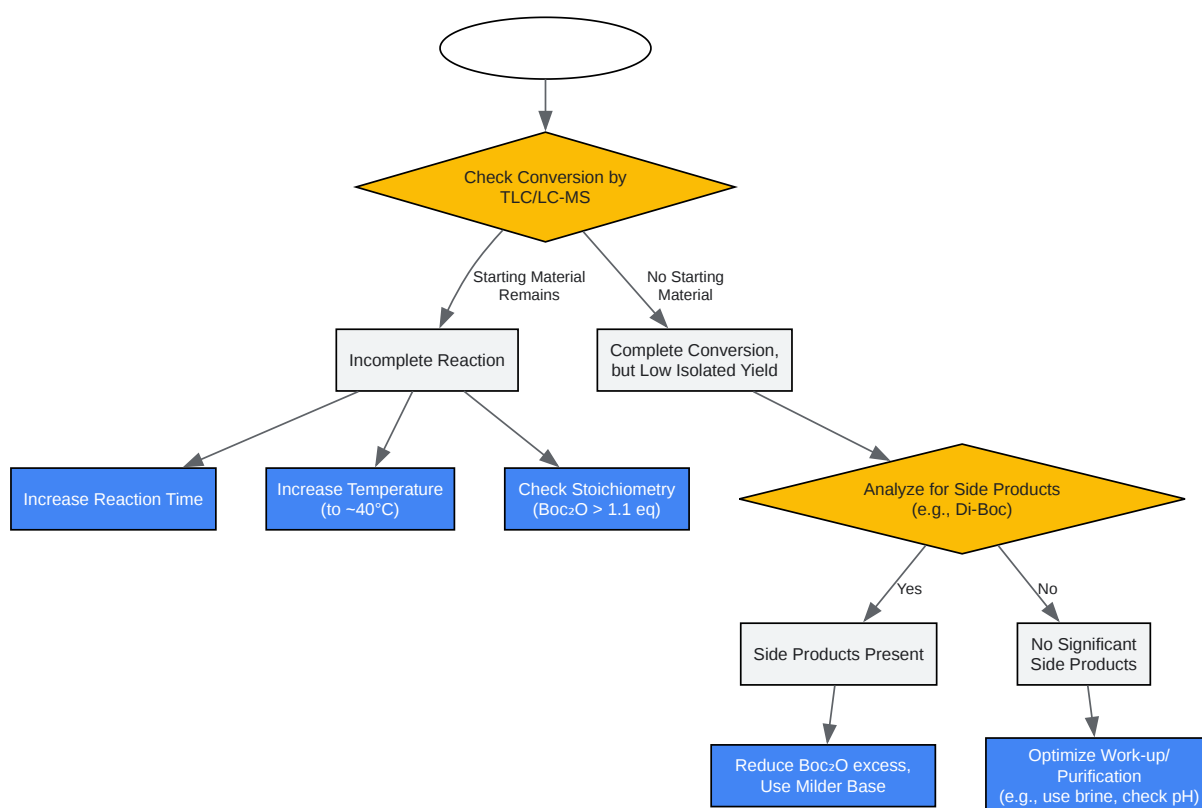 Check Conversion by
TLC/LC-MS
Starting Material
Remains
No Starting
Material
Incomplete Reaction
Complete Conversion,
but Low Isolated Yield
Increase Reaction Time
Increase Temperature
(to ~40°C)
Check Stoichiometry
(Boc₂O > 1.1 eq)
Analyze for Side Products
(e.g., Di-Boc)
Yes
No
Side Products Present
No Significant
Side Products
Reduce Boc₂O excess,
Use Milder Base
Optimize Work-up/
Purification
(e.g., use brine, check pH)